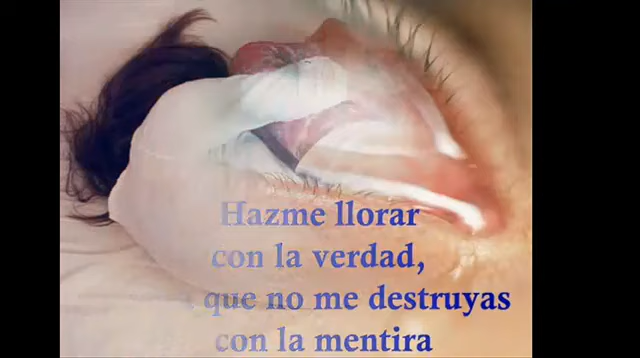 Hazme llorar
con la verdad,
que no me destruyas
con la mentira